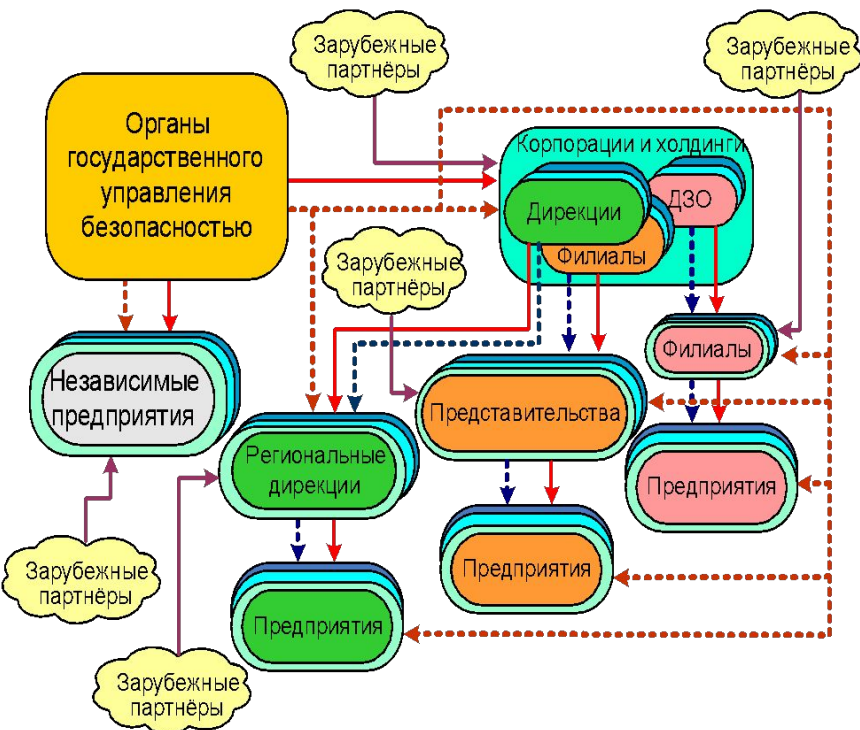 Зарубежные
партнёры
Зарубежные
партнёры
Органы
государственного
управления
безопасностью
Корпорации и холдинги
ДЗО
Дирекции
Филиалы
Зарубежные
партнёры
Филиалы
Независимые
предприятия
Представительства
Региональные
дирекции
Предприятия
Предприятия
Зарубежные
партнёры
Предприятия
Зарубежные
партнёры